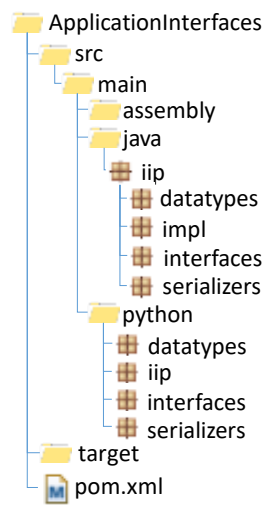 ApplicationInterfaces
src
main
assembly
java
iip
datatypes
impl
interfaces
serializers
python
datatypes
iip
interfaces
serializers
target
M pom.xml